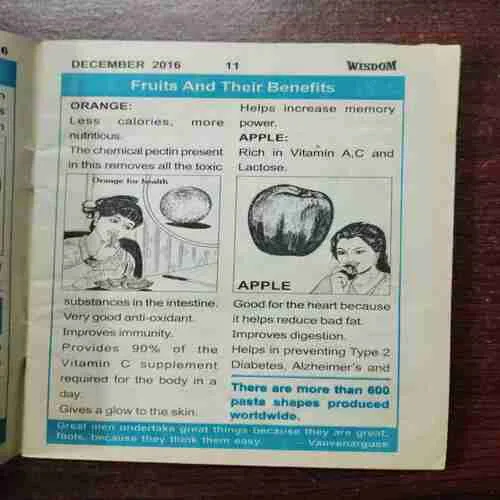 6
DECEMBER 2016 11 WISDOM
Fruits And Their Benefits
ORANGE:
Less calories, more
nutritious.
The chemical pectin present
in this removes all the toxic
Orange for health
substances in the intestine.
Very good anti-oxidant.
Improves immunity.
Provides 90% of the
Vitamin C supplement
required for the body in a
day.
Gives a glow to the skin.
Helps increase memory
power.
APPLE:
Rich in Vitamin A,C and
Lactose.
APPLE
Good for the heart because
it helps reduce bad fat.
Improves digestion.
Helps in preventing Type 2
Diabetes, Alzheimer's and
There are more than 600
pasta shapes produced
worldwide.
Great men undertake great things because they are great,
fools, because they think them easy. - Vauvenargues